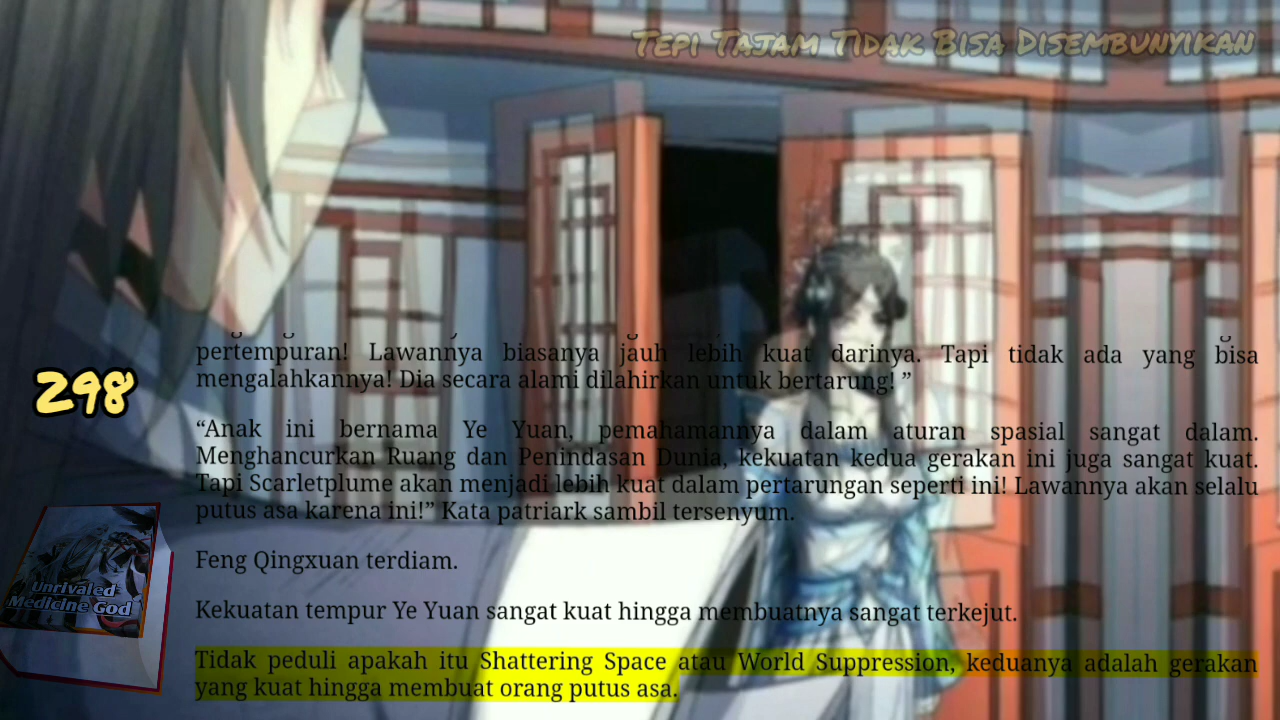 Tepi Tajam Tidak Bisa Disembunyikan
pertempuran! Lawannya biasanya jauh lebih kuat darinya. Tapi tidak ada yang bisa
mengalahkannya! Dia secara alami dilahirkan untuk bertarung! ”
298
“Anak ini bernama Ye Yuan, pemahamannya dalam aturan spasial sangat dalam.
Menghancurkan Ruang dan Penindasan Dunia, kekuatan kedua gerakan ini juga sangat kuat.
Tapi Scarletplume akan menjadi lebih kuat dalam pertarungan seperti ini! Lawannya akan selalu
putus asa karena ini!” Kata patriark sambil tersenyum.
Feng Qingxuan terdiam.
Unrivaled
Medicine God
Kekuatan tempur Ye Yuan sangat kuat hingga membuatnya sangat terkejut.
Tidak peduli apakah itu Shattering Space atau World Suppression, keduanya adalah gerakan
yang kuat hingga membuat orang putus asa.